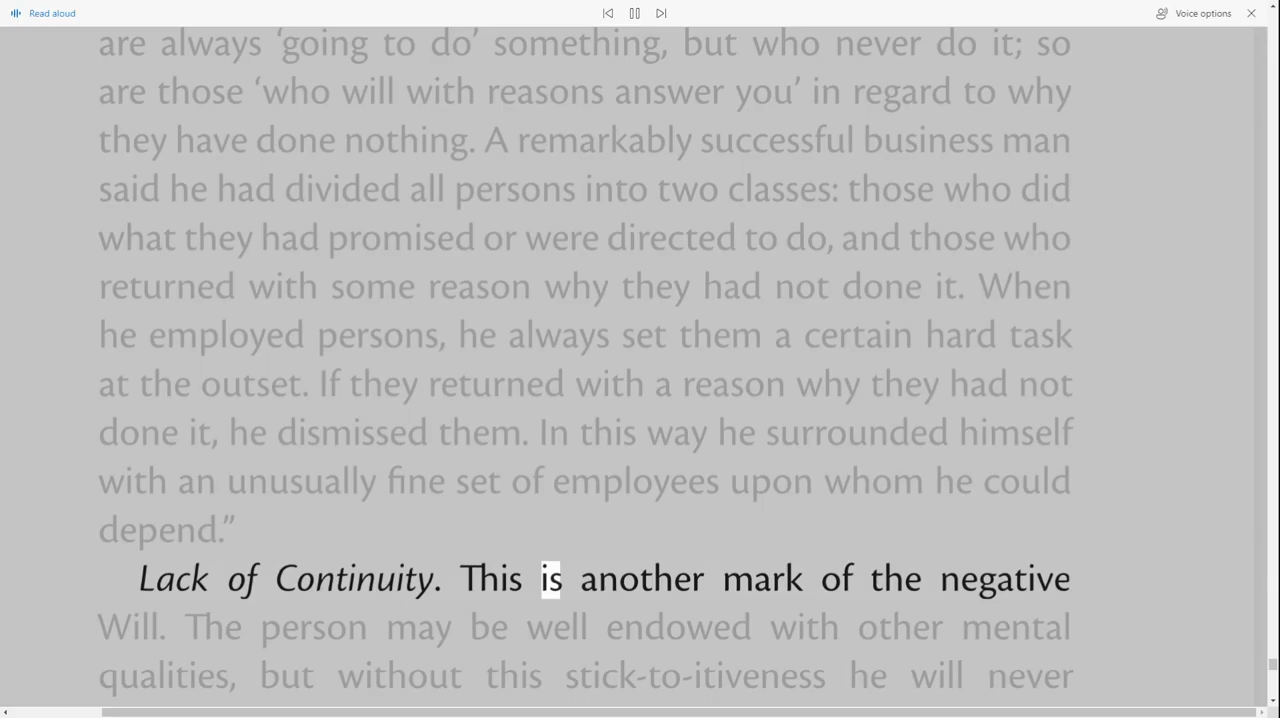 Read aloud
Voice options
are always ‘going to do’ something, but who never do it; so
are those ‘who will with reasons answer you’ in regard to why
they have done nothing. A remarkably successful business man
said he had divided all persons into two classes: those who did
what they had promised or were directed to do, and those who
returned with some reason why they had not done it. When
he employed persons, he always set them a certain hard task
at the outset. If they returned with a reason why they had not
done it, he dismissed them. In this way he surrounded himself
with an unusually fine set of employees upon whom he could
depend.”
Lack of Continuity. This is another mark of the negative
Will. The person may be well endowed with other mental
qualities, but without this stick-to-itiveness he will never